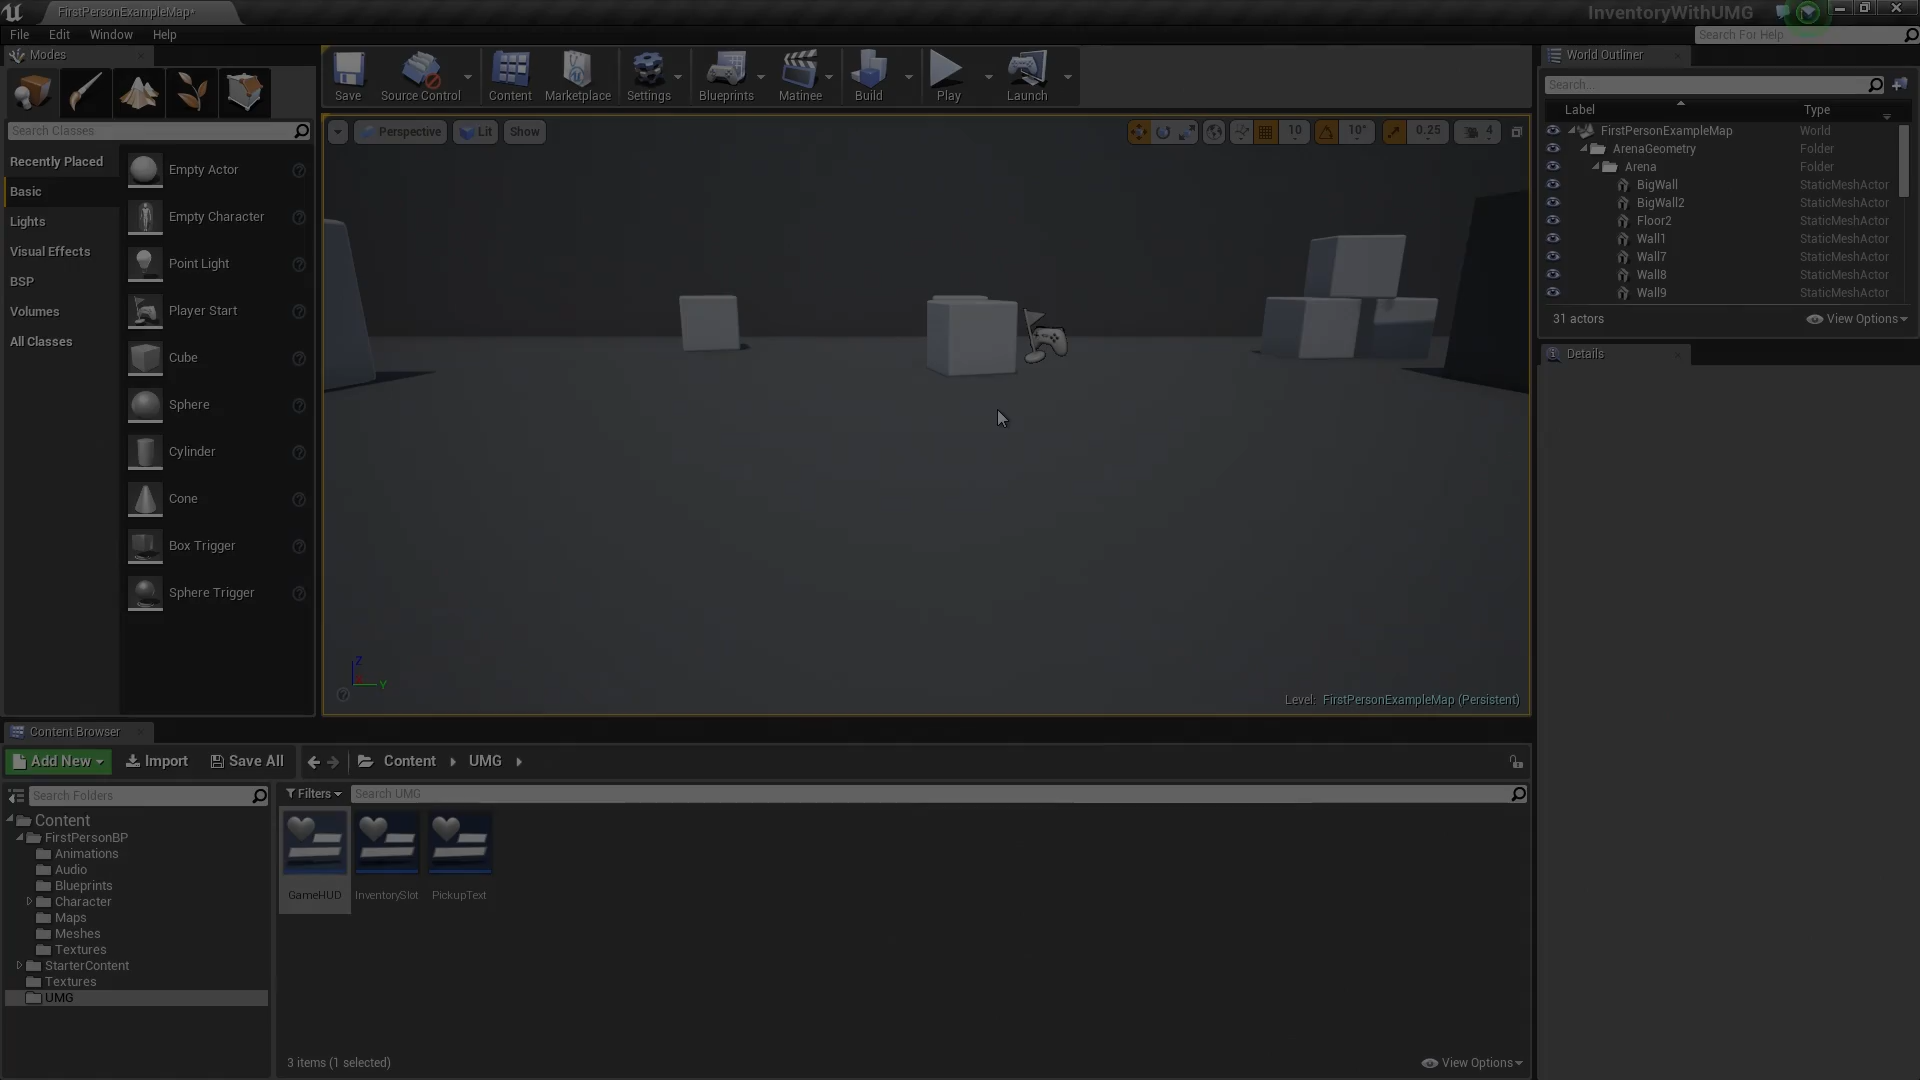 FirstPersonExampleMap*
InventoryWithUMG
File Edit Window Help
Search For Help
Modes
Search Classes
Recently Placed
Basic
Lights
Visual Effects
BSP
Volumes
All Classes
Empty Actor
Empty Character
Point Light
Player Start
Cube
Sphere
Cylinder
Cone
Box Trigger
Sphere Trigger
Save Source Control Content Marketplace Settings Blueprints Matinee Build Play Launch
Perspective Lit Show
10 10° 0.25 4
Z
Y
Level: FirstPersonExampleMap (Persistent)
World Outliner
Search...
Label Type
FirstPersonExampleMap World
ArenaGeometry Folder
Arena Folder
BigWall StaticMeshActor
BigWall2 StaticMeshActor
Floor2 StaticMeshActor
Wall1 StaticMeshActor
Wall7 StaticMeshActor
Wall8 StaticMeshActor
Wall9 StaticMeshActor
31 actors View Options
Details
Content Browser
Add New Import Save All Content UMG
Search Folders
Content
FirstPersonBP
Animations
Audio
Blueprints
Character
Maps
Meshes
Textures
StarterContent
Textures
UMG
Filters Search UMG
GameHUD InventorySlot PickupText
3 items (1 selected) View Options